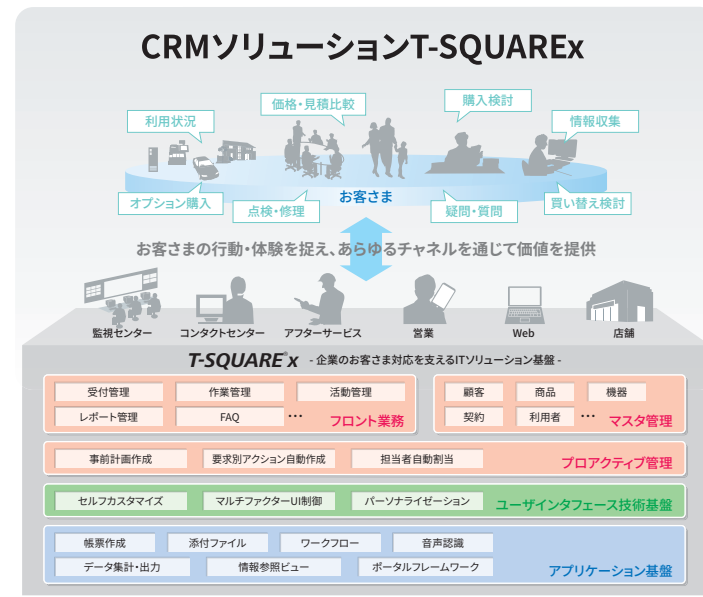 CRMソリューションT-SQUAREx
利用状況
価格・見積比較
購入検討
情報収集
オプション購入
点検・修理
お客さま
疑問・質問
買い替え検討
お客さまの行動・体験を捉え、あらゆるチャネルを通じて価値を提供
監視センター コンタクトセンター アフターサービス 営業 Web 店舗
T-SQUARE®x - 企業のお客さま対応を支えるITソリューション基盤 -
受付管理 作業管理 活動管理
レポート管理 FAQ … フロント業務
顧客 商品 機器
契約 利用者 … マスタ管理
事前計画作成 要求別アクション自動作成 担当者自動割当 プロアクティブ管理
セルフカスタマイズ マルチファクターUI制御 パーソナライゼーション ユーザインタフェース技術基盤
帳票作成 添付ファイル ワークフロー 音声認識
データ集計・出力 情報参照ビュー ポータルフレームワーク アプリケーション基盤